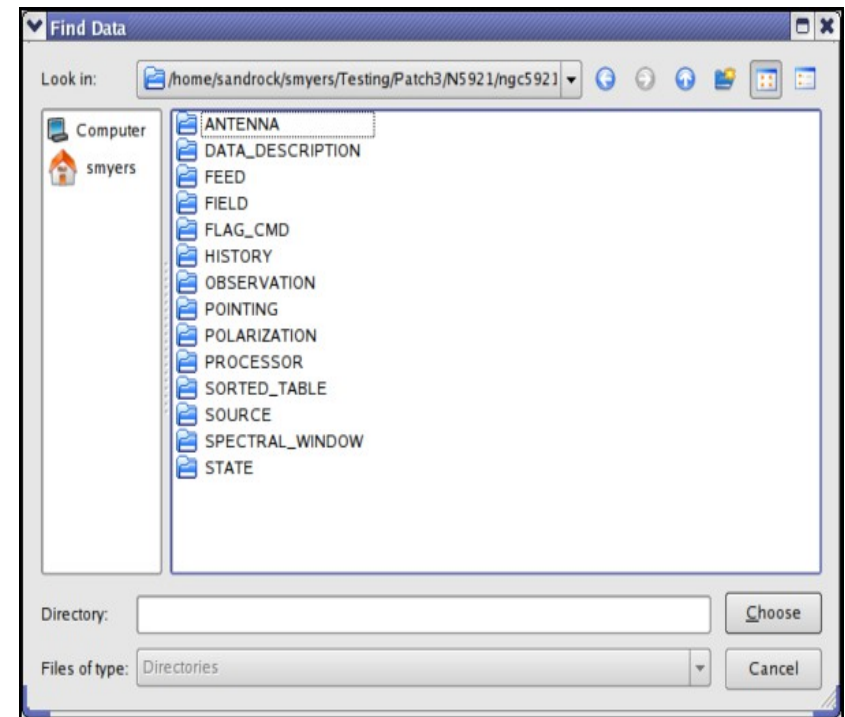 Find Data
Look in: /home/sandrock/smyers/Testing/Patch3/N5921/ngc5921
Computer
smyers
ANTENNA
DATA_DESCRIPTION
FEED
FIELD
FLAG_CMD
HISTORY
OBSERVATION
POINTING
POLARIZATION
PROCESSOR
SORTED_TABLE
SOURCE
SPECTRAL_WINDOW
STATE
Directory: Choose
Files of type: Directories Cancel